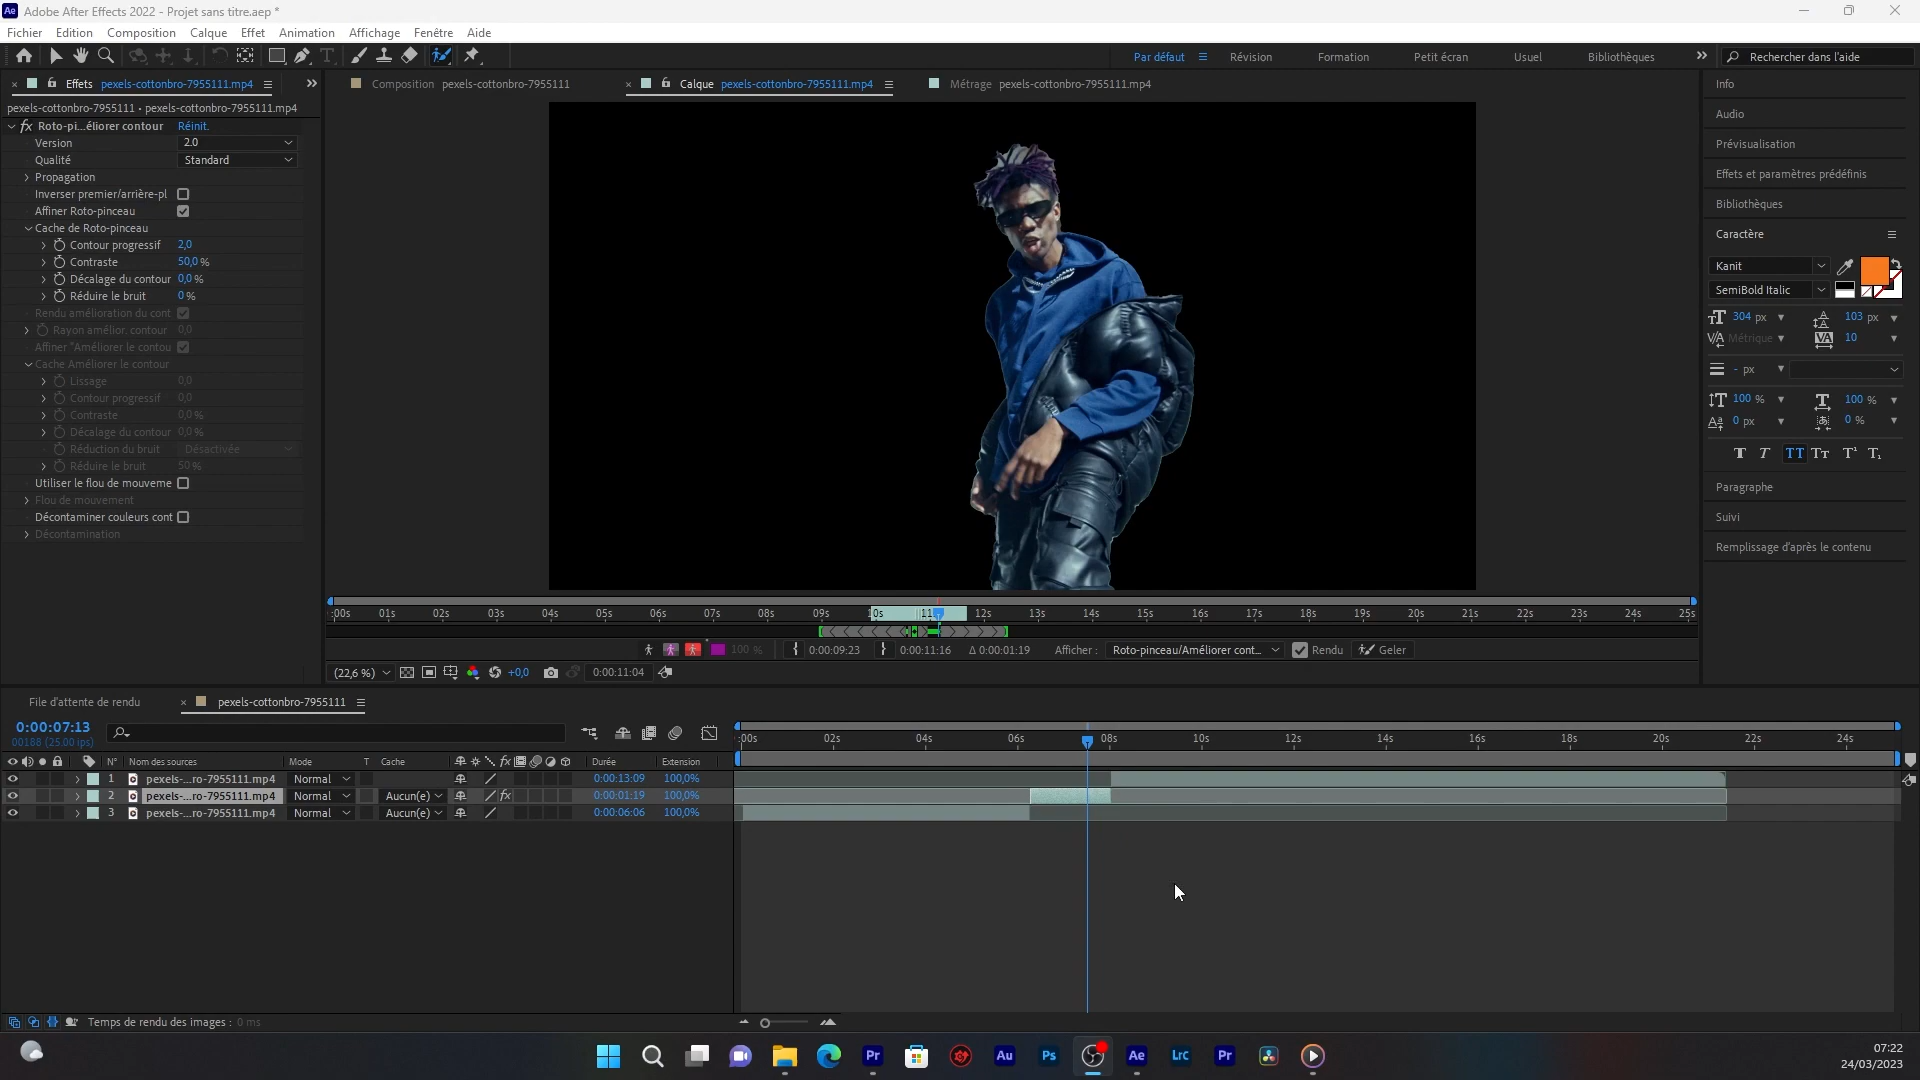 Adobe After Effects 2022 - Projet sans titre.aep *
Fichier Edition Composition Calque Effet Animation Affichage Fenêtre Aide
Par défaut Révision Formation Petit écran Usuel Bibliothèques Rechercher dans l'aide
Effets pexels-cottonbro-7955111.mp4
Composition pexels-cottonbro-7955111
Calque pexels-cottonbro-7955111.mp4
Métrage pexels-cottonbro-7955111.mp4
pexels-cottonbro-7955111 • pexels-cottonbro-7955111.mp4
fx Roto-pi...éliorer contour Réinit.
Version 2.0
Qualité Standard
Propagation
Inverser premier/arrière-pl
Affiner Roto-pinceau
Cache de Roto-pinceau
Contour progressif 2,0
Contraste 50,0 %
Décalage du contour 0,0 %
Réduire le bruit 0 %
Rendu amélioration du cont
Rayon amélior. contour 0,0
Affiner "Améliorer le contou
Cache Améliorer le contour
Lissage 0,0
Contour progressif 0,0
Contraste 0,0 %
Décalage du contour 0,0 %
Réduction du bruit Désactivée
Réduire le bruit 50 %
Utiliser le flou de mouveme
Flou de mouvement
Décontaminer couleurs cont
Décontamination
Info
Audio
Prévisualisation
Effets et paramètres prédéfinis
Bibliothèques
Caractère
Kanit
SemiBold Italic
304 px 103 px
Métrique 10
- px
100 % 100 %
0 px 0 %
T T TT Tт T¹ T₁
Paragraphe
Suivi
Remplissage d'après le contenu
:00s 01s 02s 03s 04s 05s 06s 07s 08s 09s 10s 11s 12s 13s 14s 15s 16s 17s 18s 19s 20s 21s 22s 23s 24s 25s
100 % 0:00:09:23 0:00:11:16 Δ 0:00:01:19 Afficher : Roto-pinceau/Améliorer cont... Rendu Geler
(22,6 %) +0,0 0:00:11:04
File d'attente de rendu pexels-cottonbro-7955111
0:00:07:13
00188 (25.00 ips)
:00s 02s 04s 06s 08s 10s 12s 14s 16s 18s 20s 22s 24s
N° Nom des sources Mode T Cache fx Durée Extension
1 pexels-...ro-7955111.mp4 Normal 0:00:13:09 100,0%
2 pexels-...ro-7955111.mp4 Normal Aucun(e) fx 0:00:01:19 100,0%
3 pexels-...ro-7955111.mp4 Normal Aucun(e) 0:00:06:06 100,0%
Temps de rendu des images : 0 ms
Pr Au Ps Ae Lrc Pr
07:22
24/03/2023